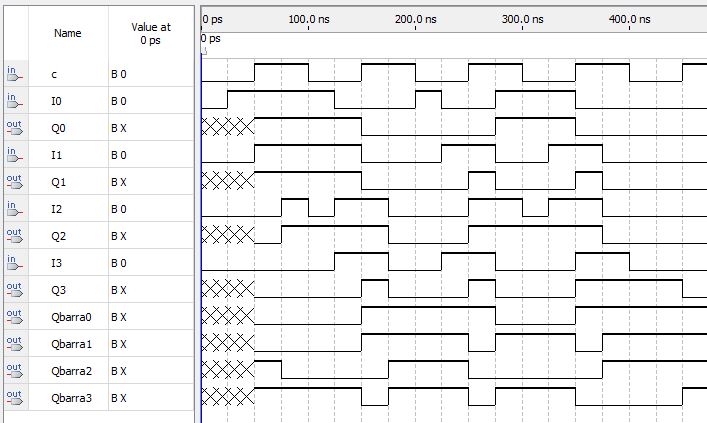 Name
Value at
0 ps
0 ps 100.0 ns 200.0 ns 300.0 ns 400.0 ns
0 ps
in c B 0
in I0 B 0
out Q0 B X
in I1 B 0
out Q1 B X
in I2 B 0
out Q2 B X
in I3 B 0
out Q3 B X
out Qbarra0 B X
out Qbarra1 B X
out Qbarra2 B X
out Qbarra3 B X